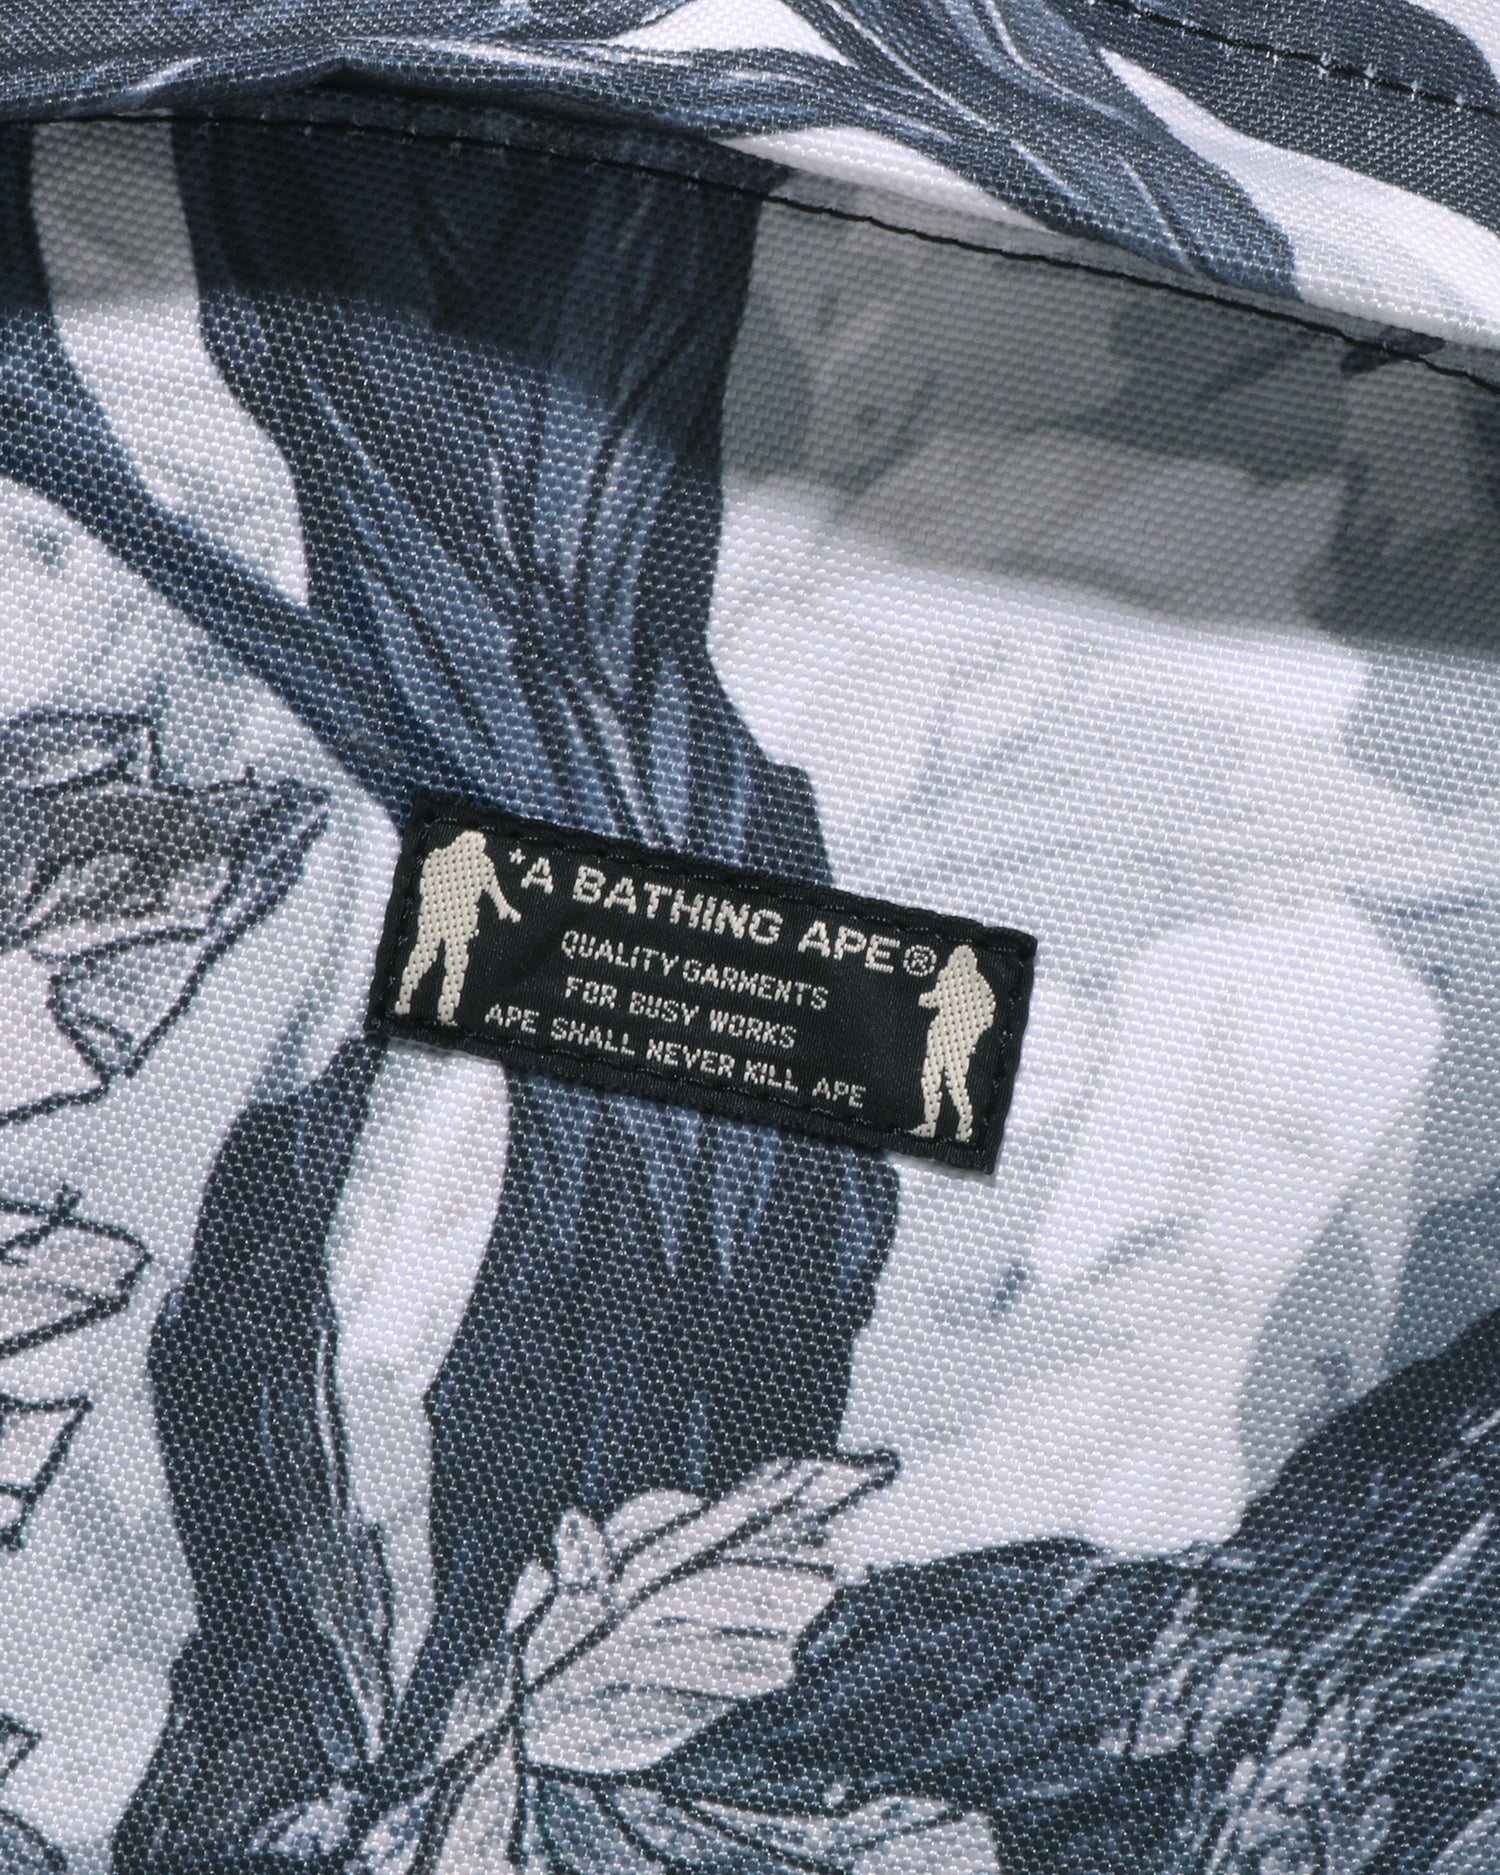 *A BATHING APE®
QUALITY GARMENTS
FOR BUSY WORKS
APE SHALL NEVER KILL APE